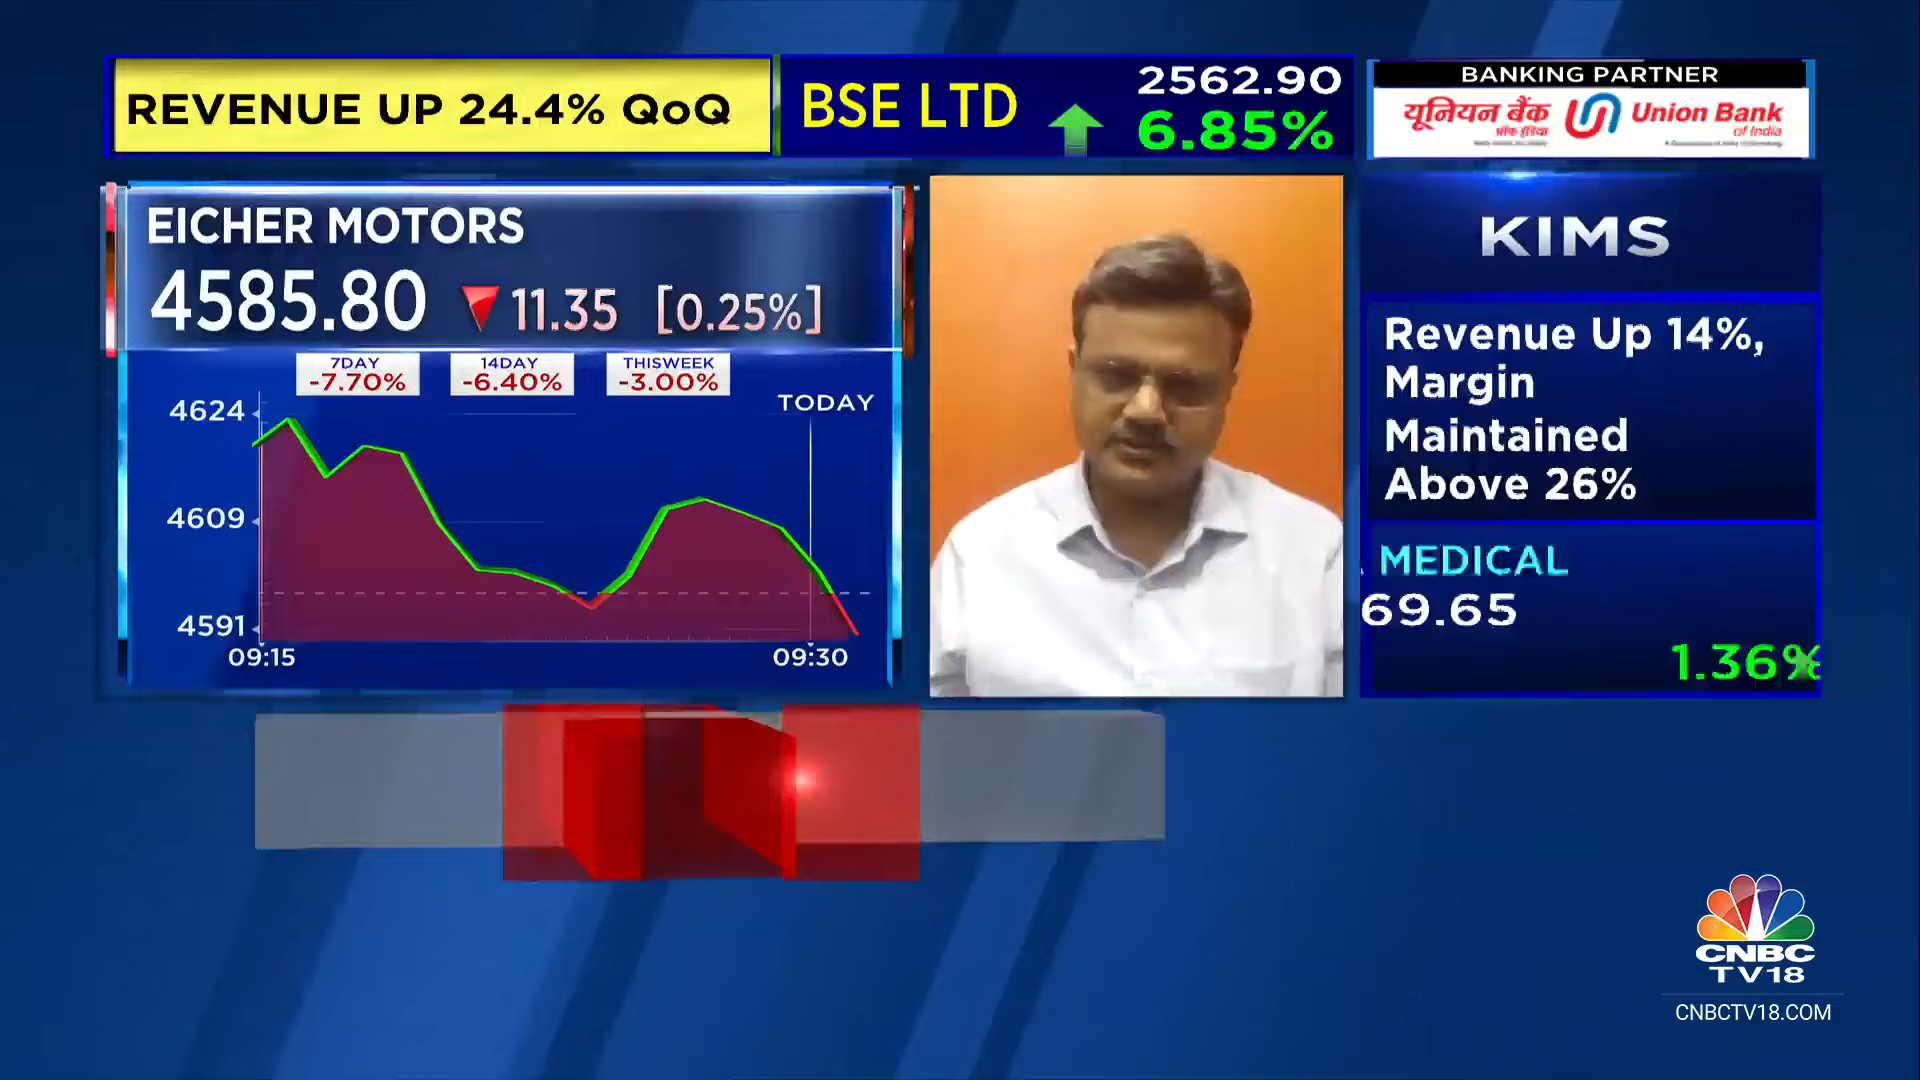 REVENUE UP 24.4% QoQ
BSE LTD
2562.90
6.85%
BANKING PARTNER
यूनियन बैंक
ऑफ इंडिया
Union Bank
of India
EICHER MOTORS
4585.80 11.35 [0.25%]
7DAY
-7.70%
14DAY
-6.40%
THISWEEK
-3.00%
TODAY
4624
4609
4591
09:15
09:30
KIMS
Revenue Up 14%,
Margin
Maintained
Above 26%
MEDICAL
69.65
1.36%
CNBC
TV18
CNBCTV18.COM